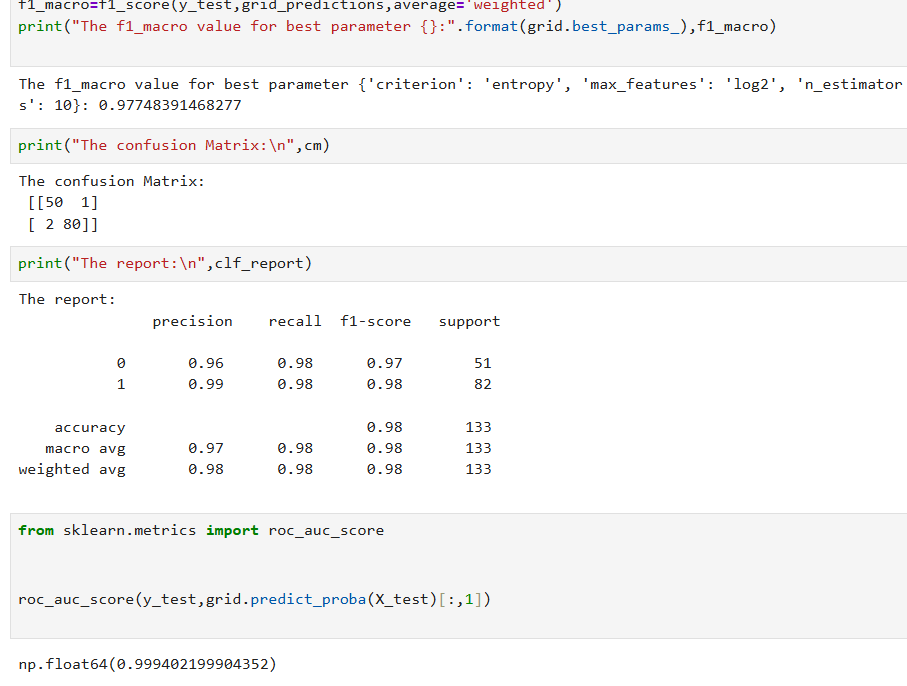 f1_macro=f1_score(y_test,grid_predictions,average='weighted')
print("The f1_macro value for best parameter {}:".format(grid.best_params_),f1_macro)
The f1_macro value for best parameter {'criterion': 'entropy', 'max_features': 'log2', 'n_estimator
s': 10}: 0.97748391468277
print("The confusion Matrix:\n",cm)
The confusion Matrix:
[[50  1]
[ 2 80]]
print("The report:\n",clf_report)
The report:
precision    recall  f1-score   support
0       0.96      0.98      0.97        51
1       0.99      0.98      0.98        82
accuracy                           0.98       133
macro avg       0.97      0.98      0.98       133
weighted avg       0.98      0.98      0.98       133
from sklearn.metrics import roc_auc_score
roc_auc_score(y_test,grid.predict_proba(X_test)[:,1])
np.float64(0.999402199904352)